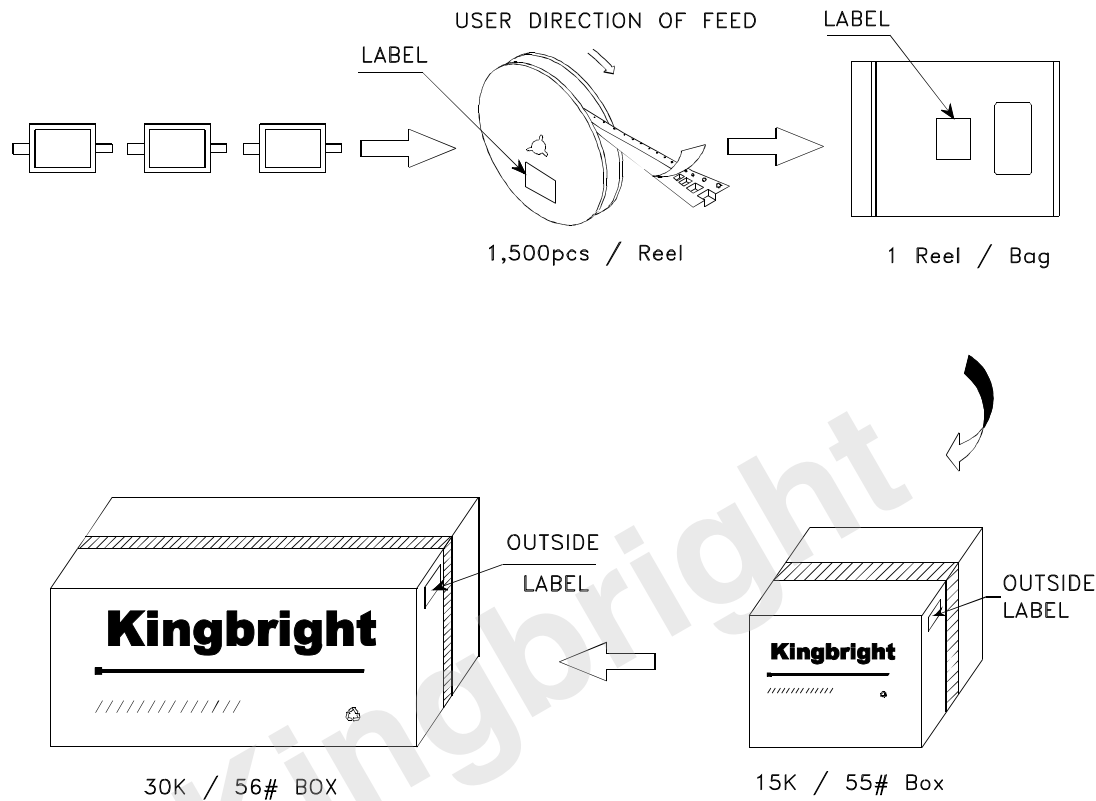 USER DIRECTION OF FEED
LABEL
LABEL
1,500pcs / Reel
1 Reel / Bag
OUTSIDE
LABEL
OUTSIDE
LABEL
Kingbright
Kingbright
30K / 56# BOX
15K / 55# Box
Kingbright